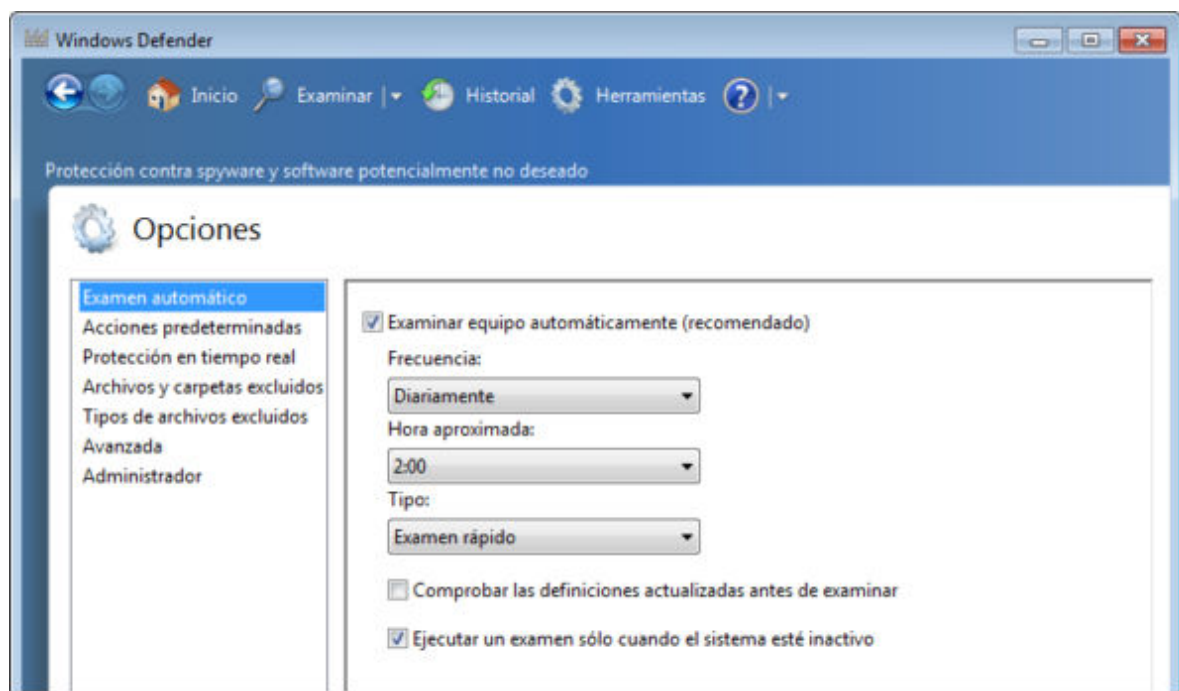 Windows Defender
Inicio Examinar Historial Herramientas ?
Protección contra spyware y software potencialmente no deseado
Opciones
Examen automático
Acciones predeterminadas
Protección en tiempo real
Archivos y carpetas excluidos
Tipos de archivos excluidos
Avanzada
Administrador
Examinar equipo automáticamente (recomendado)
Frecuencia:
Diariamente
Hora aproximada:
2:00
Tipo:
Examen rápido
Comprobar las definiciones actualizadas antes de examinar
Ejecutar un examen sólo cuando el sistema esté inactivo